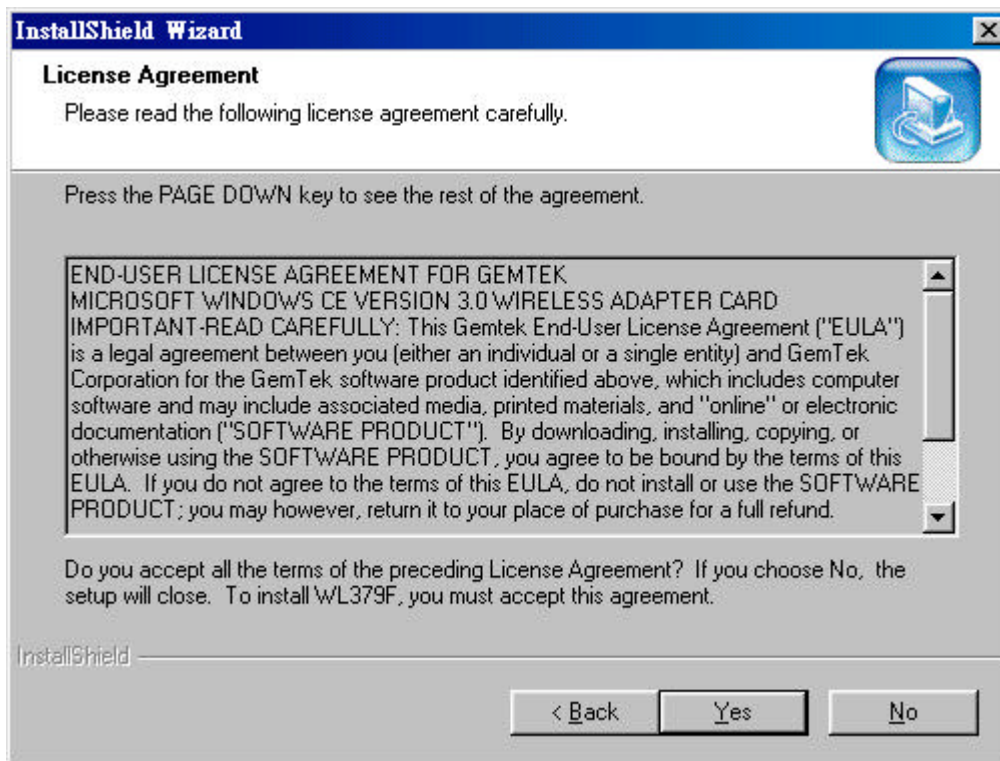 InstallShield Wizard
License Agreement
Please read the following license agreement carefully.
Press the PAGE DOWN key to see the rest of the agreement.
END-USER LICENSE AGREEMENT FOR GEMTEK
MICROSOFT WINDOWS CE VERSION 3.0 WIRELESS ADAPTER CARD
IMPORTANT-READ CAREFULLY: This Gemtek End-User License Agreement ("EULA")
is a legal agreement between you (either an individual or a single entity) and GemTek
Corporation for the GemTek software product identified above, which includes computer
software and may include associated media, printed materials, and "online" or electronic
documentation ("SOFTWARE PRODUCT").  By downloading, installing, copying, or
otherwise using the SOFTWARE PRODUCT, you agree to be bound by the terms of this
EULA.  If you do not agree to the terms of this EULA, do not install or use the SOFTWARE
PRODUCT; you may however, return it to your place of purchase for a full refund.
Do you accept all the terms of the preceding License Agreement?  If you choose No,  the
setup will close.  To install WL379F, you must accept this agreement.
InstallShield
< Back
Yes
No